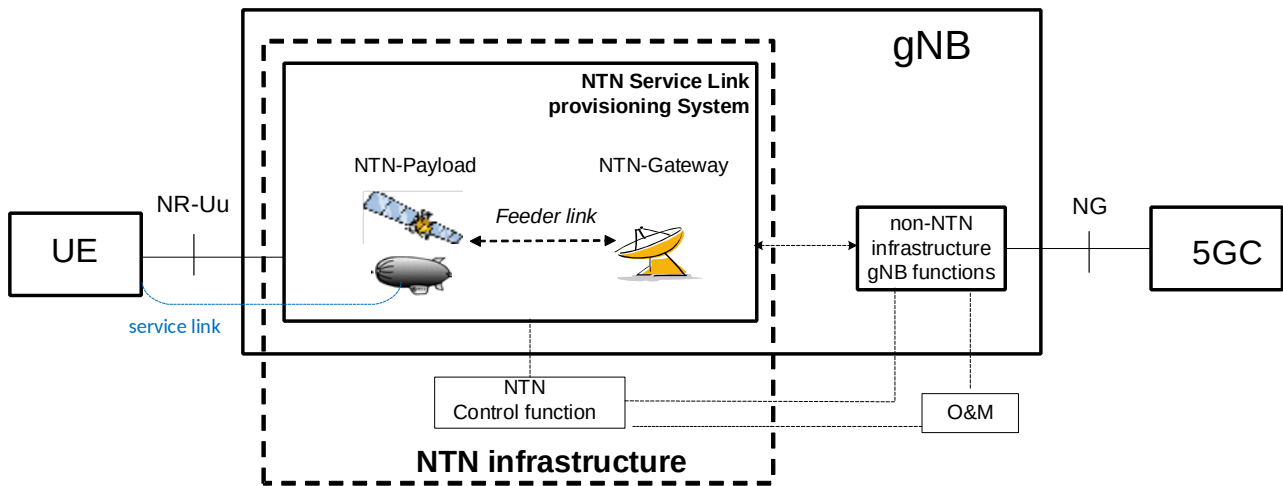 gNB
NTN Service Link
provisioning System
NTN-Payload
NTN-Gateway
NR-Uu
Feeder link
UE
service link
non-NTN
infrastructure
gNB functions
NG
5GC
NTN
Control function
O&M
NTN infrastructure